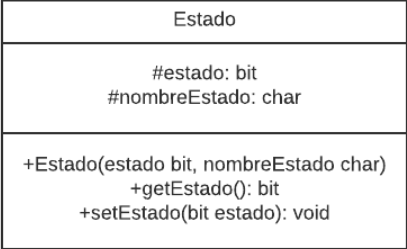 Estado
#estado: bit
#nombreEstado: char
+Estado(estado bit, nombreEstado char)
+getEstado(): bit
+setEstado(bit estado): void